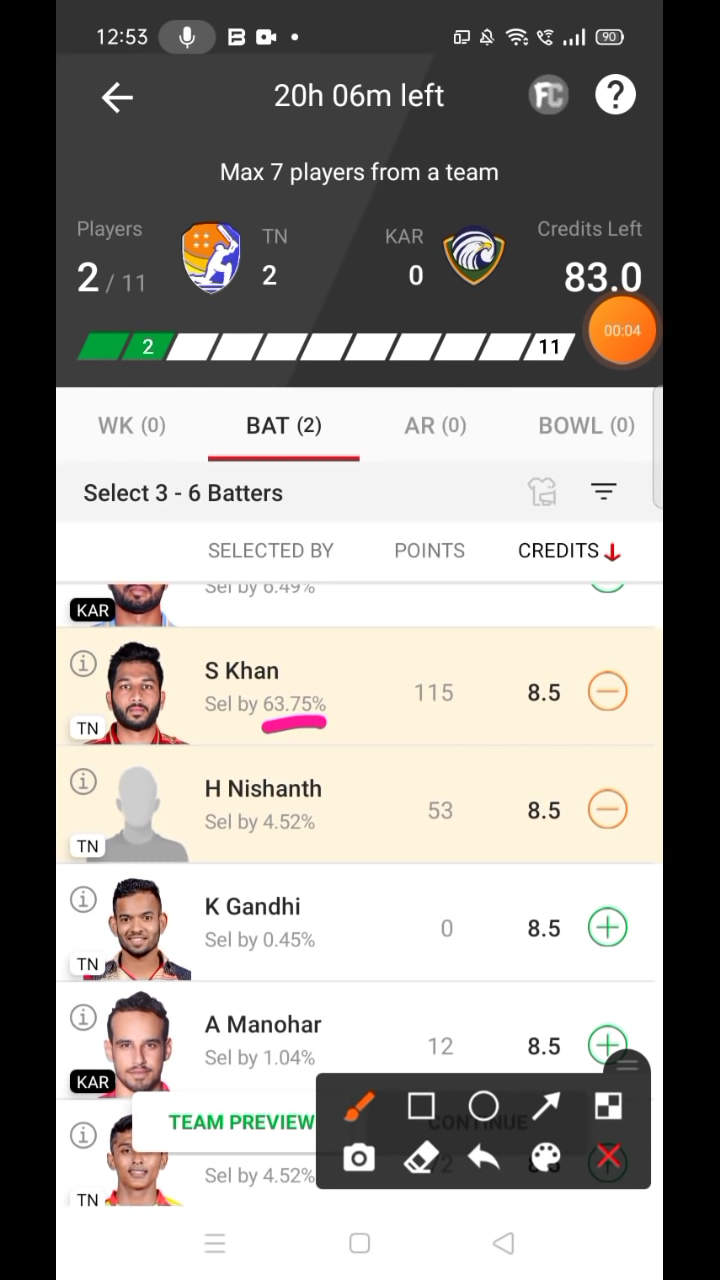 12:53
90
20h 06m left
FC
?
Max 7 players from a team
Players
2 / 11
TN
2
KAR
0
Credits Left
83.0
00:04
2
11
WK (0)
BAT (2)
AR (0)
BOWL (0)
Select 3 - 6 Batters
SELECTED BY
POINTS
CREDITS
KAR
Sel by 6.49%
S Khan
Sel by 63.75%
115
8.5
TN
H Nishanth
Sel by 4.52%
53
8.5
TN
K Gandhi
Sel by 0.45%
0
8.5
TN
A Manohar
Sel by 1.04%
12
8.5
KAR
TEAM PREVIEW
CONTINUE
Sel by 4.52%
TN